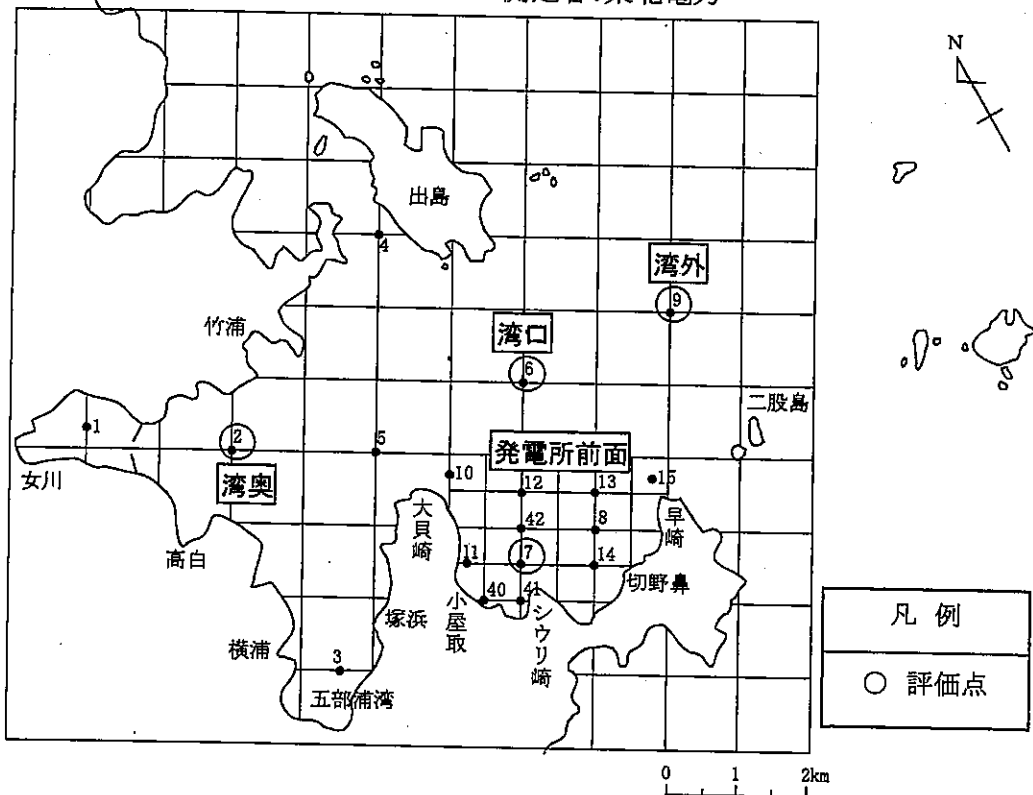 N
出島
4
湾外
9
竹浦
湾口
6
二股島
1
2
5
発電所前面
10
12
13
15
女川
湾奥
大貝崎
42
8
早崎
高白
11
7
14
切野鼻
40
41
小屋取
シウリ崎
塚浜
横浦
3
五部浦湾
凡例
○ 評価点
0 1 2km